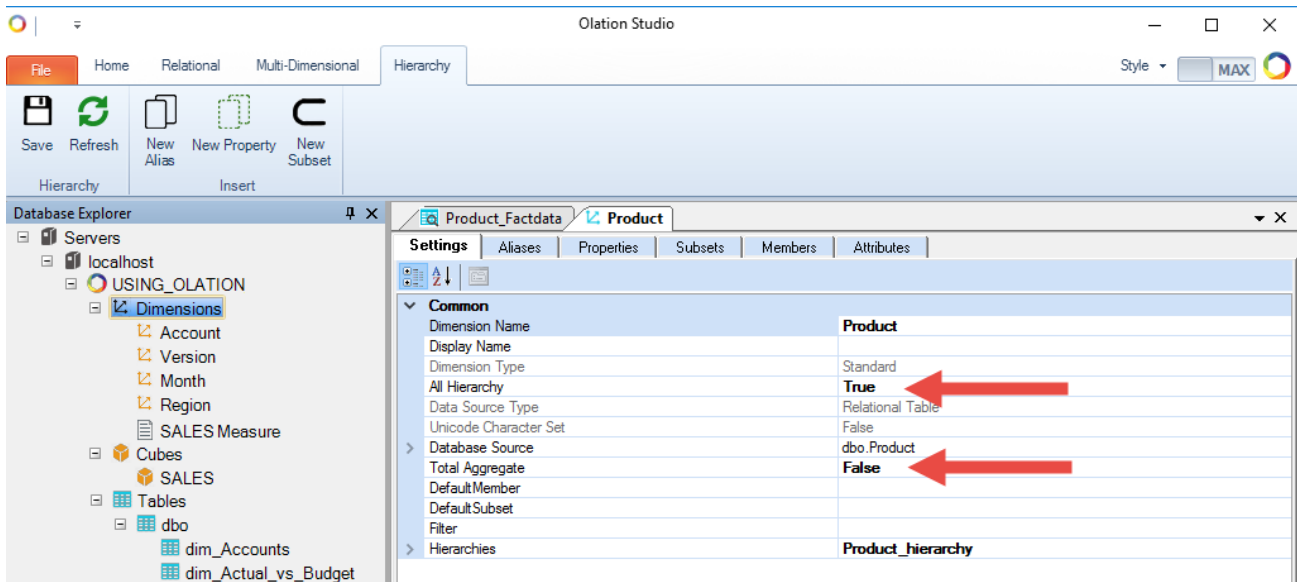 Olation Studio
File Home Relational Multi-Dimensional Hierarchy Style MAX
Save Refresh New Alias New Property New Subset
Hierarchy Insert
Database Explorer
Servers
localhost
USING_OLATION
Dimensions
Account
Version
Month
Region
SALES Measure
Cubes
SALES
Tables
dbo
dim_Accounts
dim_Actual_vs_Budget
Product_Factdata Product
Settings Aliases Properties Subsets Members Attributes
Common
Dimension Name Product
Display Name
Dimension Type Standard
All Hierarchy True
Data Source Type Relational Table
Unicode Character Set False
Database Source dbo.Product
Total Aggregate False
DefaultMember
DefaultSubset
Filter
Hierarchies Product_hierarchy